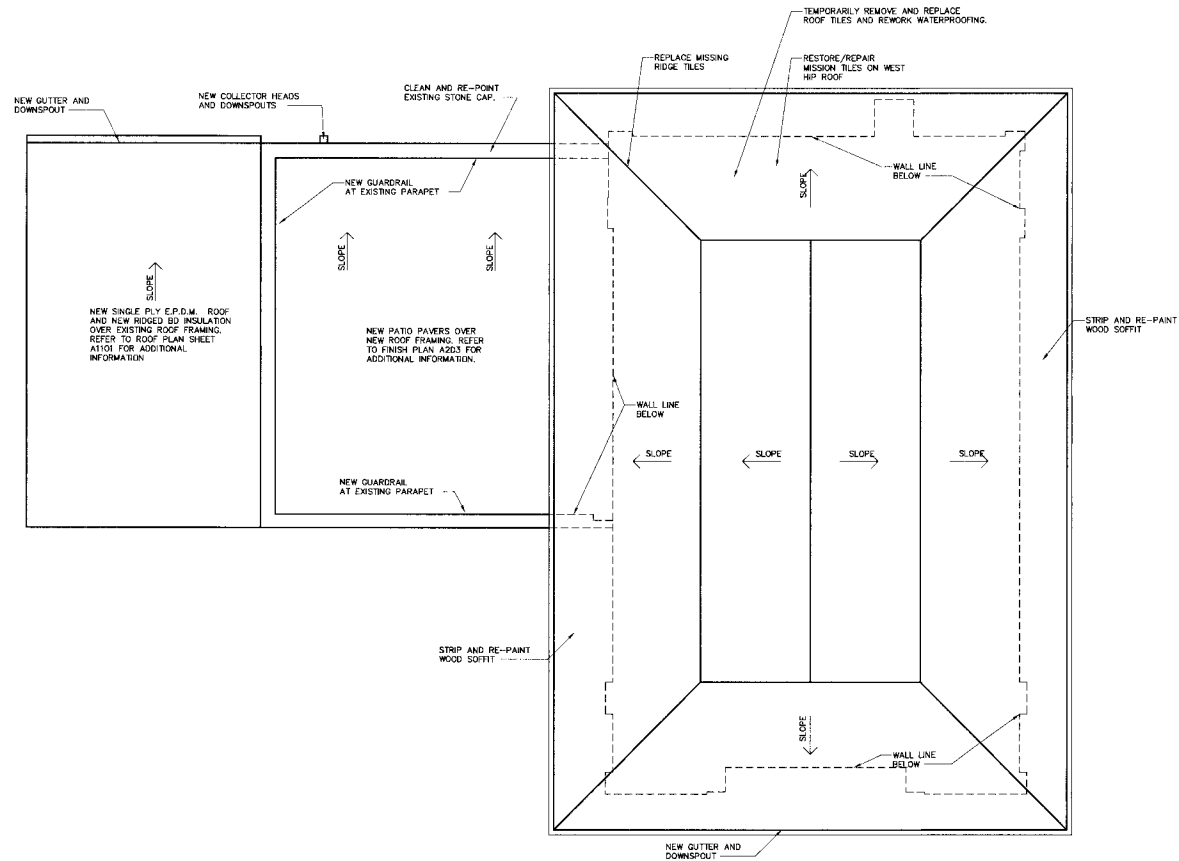 TEMPORARILY REMOVE AND REPLACE
ROOF TILES AND REWORK WATERPROOFING.
REPLACE MISSING
RIDGE TILES
RESTORE/REPAIR
MISSION TILES ON WEST
HIP ROOF
NEW GUTTER AND
DOWNSPOUT
NEW COLLECTOR HEADS
AND DOWNSPOUTS
CLEAN AND RE-POINT
EXISTING STONE CAP.
NEW GUARDRAIL
AT EXISTING PARAPET
WALL LINE
BELOW
SLOPE
SLOPE
SLOPE
SLOPE
NEW SINGLE PLY E.P.D.M. ROOF
AND NEW RIDGED BD INSULATION
OVER EXISTING ROOF FRAMING.
REFER TO ROOF PLAN SHEET
A1101 FOR ADDITIONAL
INFORMATION
NEW PATIO PAVERS OVER
NEW ROOF FRAMING. REFER
TO FINISH PLAN A2D3 FOR
ADDITIONAL INFORMATION.
STRIP AND RE-PAINT
WOOD SOFFIT
WALL LINE
BELOW
SLOPE
SLOPE
SLOPE
SLOPE
NEW GUARDRAIL
AT EXISTING PARAPET
STRIP AND RE-PAINT
WOOD SOFFIT
SLOPE
WALL LINE
BELOW
NEW GUTTER AND
DOWNSPOUT